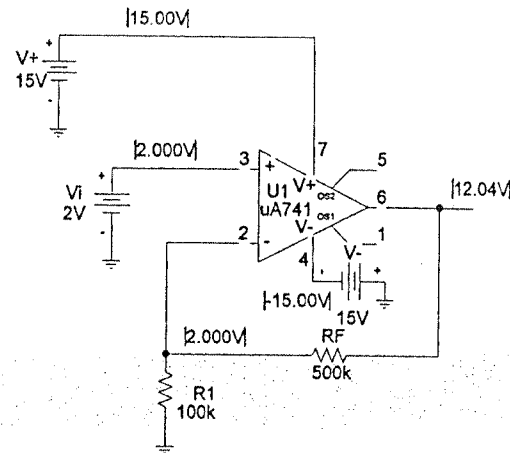 |15.00V|
+
V+
15V
-
|2.000V|
3
+
7
5
V+
OS2
U1
uA741
OS1
6
|12.04V|
Vi
2V
+
-
2
-
V-
4
1
V-
-
+
|-15.00V|
15V
|2.000V|
RF
500k
R1
100k